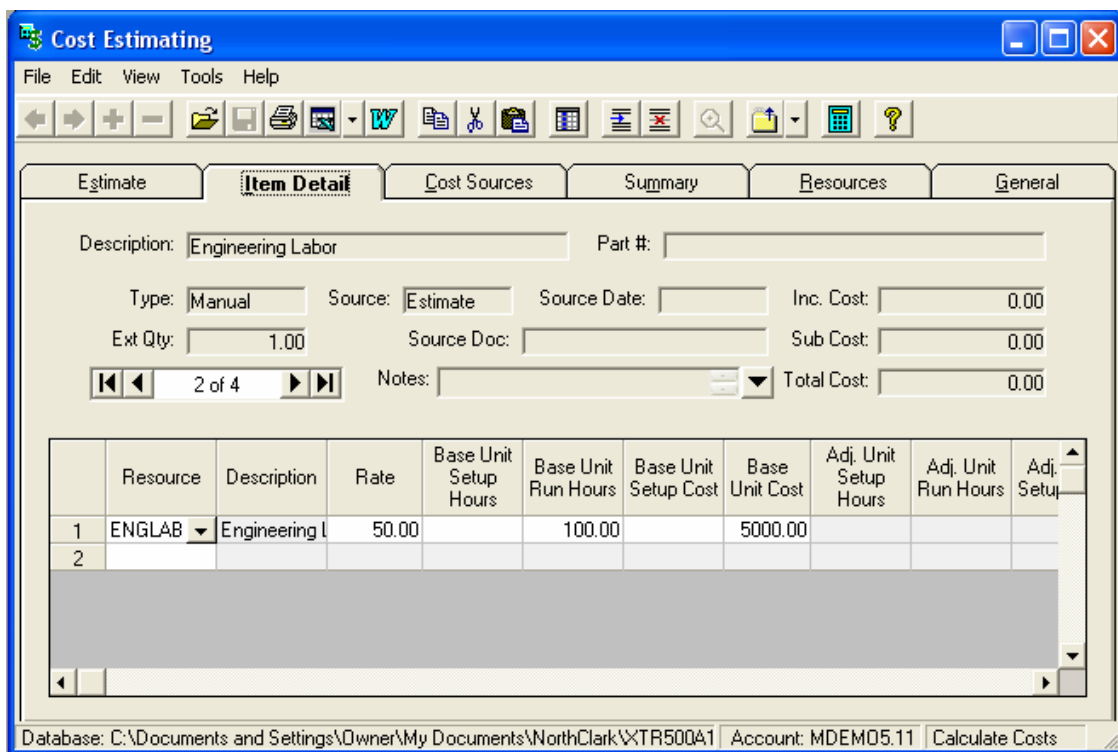 Cost Estimating
File Edit View Tools Help
Estimate Item Detail Cost Sources Summary Resources General
Description: Engineering Labor Part #:
Type: Manual Source: Estimate Source Date: Inc. Cost: 0.00
Ext Qty: 1.00 Source Doc: Sub Cost: 0.00
2 of 4 Notes: Total Cost: 0.00
Resource Description Rate Base Unit Setup Hours Base Unit Run Hours Base Unit Setup Cost Base Unit Cost Adj. Unit Setup Hours Adj. Unit Run Hours Adj. Setu
1 ENGLAB Engineering L 50.00 100.00 5000.00
2
Database: C:\Documents and Settings\Owner\My Documents\NorthClark\XTR500A1 Account: MDEMO5.11 Calculate Costs